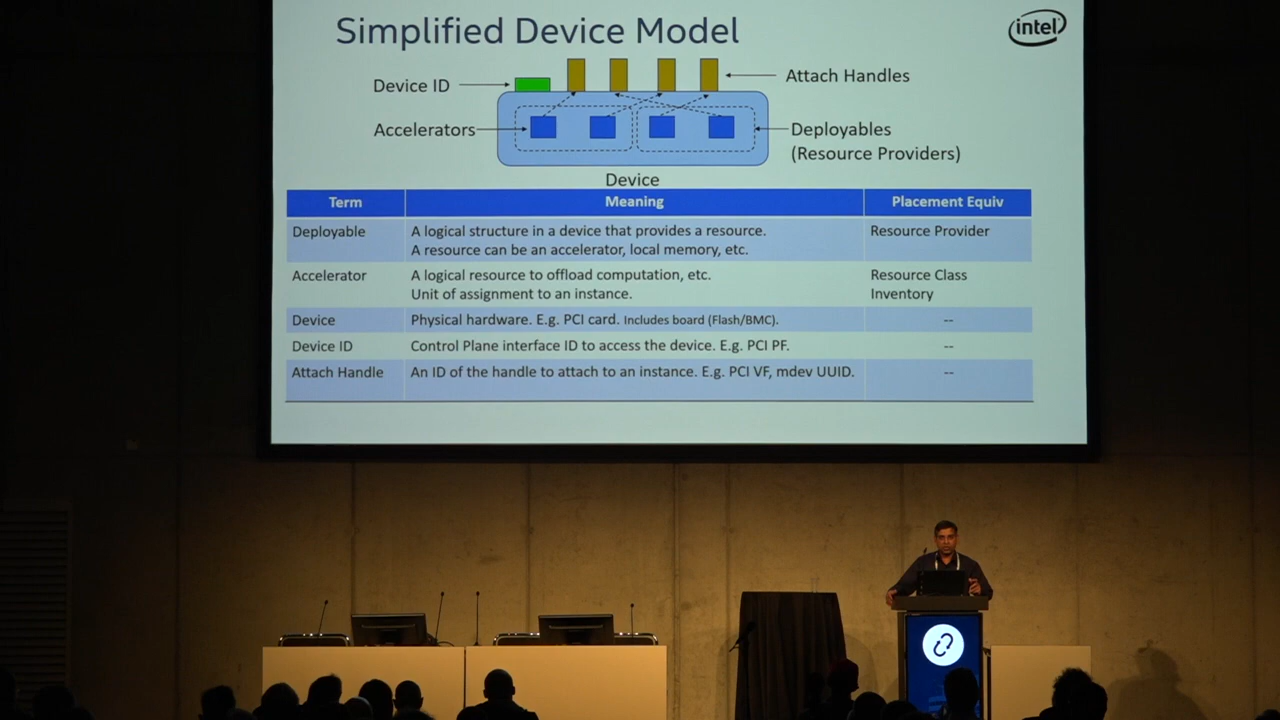 Simplified Device Model
intel
Device ID
Attach Handles
Accelerators
Deployables
(Resource Providers)
Device
Term Meaning Placement Equiv
Deployable A logical structure in a device that provides a resource. Resource Provider
A resource can be an accelerator, local memory, etc.
Accelerator A logical resource to offload computation, etc. Resource Class
Unit of assignment to an instance. Inventory
Device Physical hardware. E.g. PCI card. Includes board (Flash/BMC). --
Device ID Control Plane interface ID to access the device. E.g. PCI PF. --
Attach Handle An ID of the handle to attach to an instance. E.g. PCI VF, mdev UUID. --